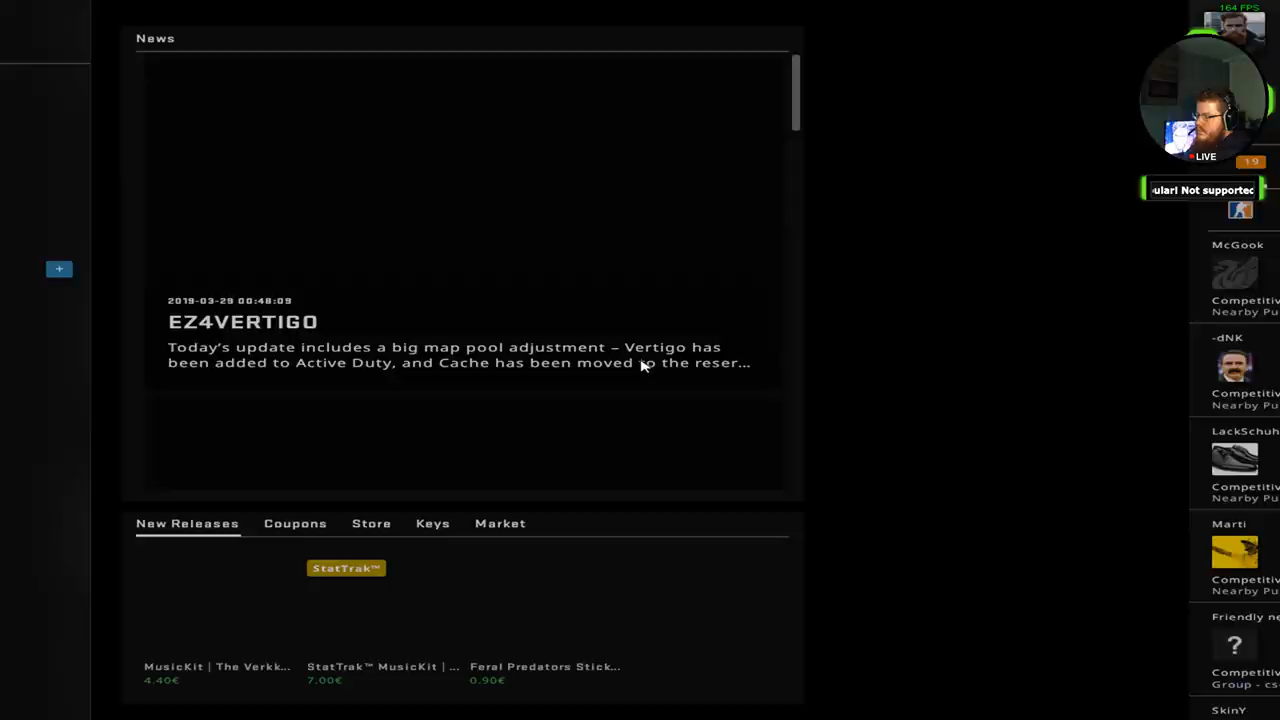 164 FPS
News
LIVE
19
ular! Not supported
McGook
+
Competitiv
Nearby Pu
2019-03-29 00:48:09
EZ4VERTIGO
Today's update includes a big map pool adjustment – Vertigo has
been added to Active Duty, and Cache has been moved to the reser...
-dNK
Competitiv
Nearby Pu
LackSchuh
Competitiv
Nearby Pu
New Releases Coupons Store Keys Market
Marti
StatTrak™
Competitiv
Nearby Pu
Friendly ne
?
MusicKit | The Verkk... StatTrak™ MusicKit | ... Feral Predators Stick...
4.40€ 7.00€ 0.90€
Competitiv
Group - cs
SkinY